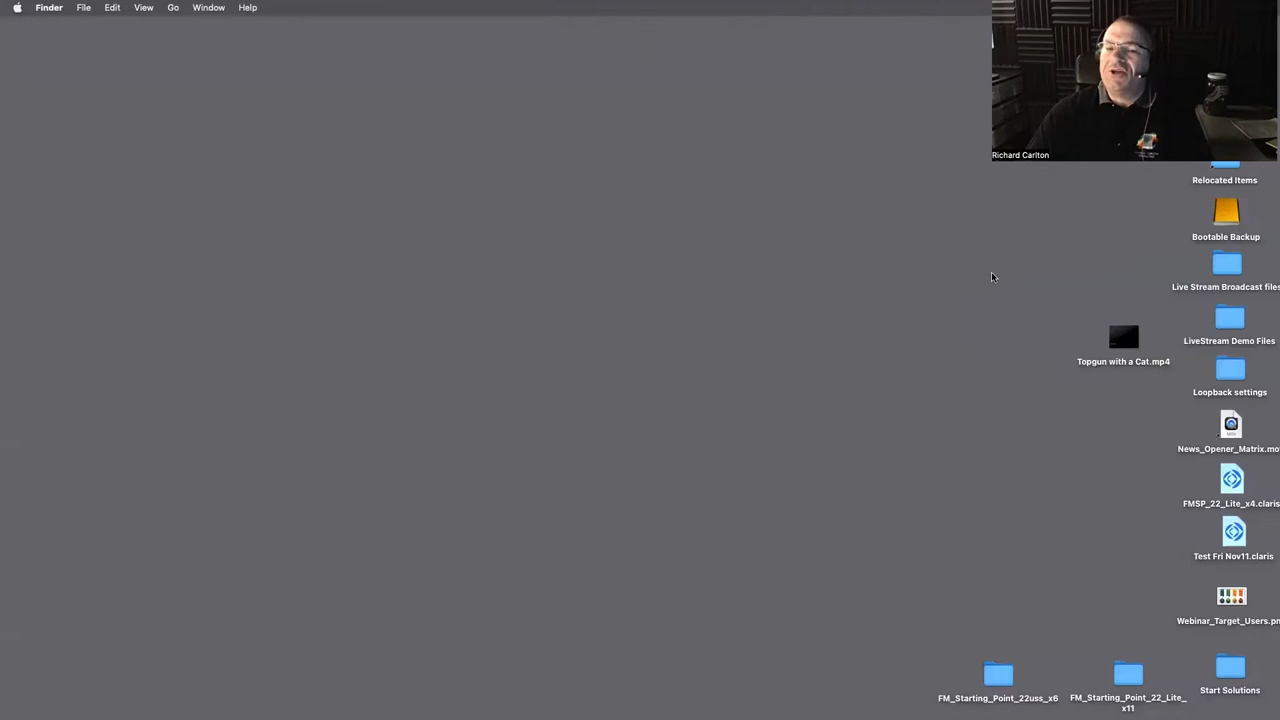 Finder File Edit View Go Window Help
Richard Carlton
Relocated Items
Bootable Backup
Live Stream Broadcast files
LiveStream Demo Files
Topgun with a Cat.mp4
Loopback settings
News_Opener_Matrix.mo
FMSP_22_Lite_x4.claris
Test Fri Nov11.claris
Webinar_Target_Users.pn
Start Solutions
FM_Starting_Point_22uss_x6
FM_Starting_Point_22_Lite_
x11